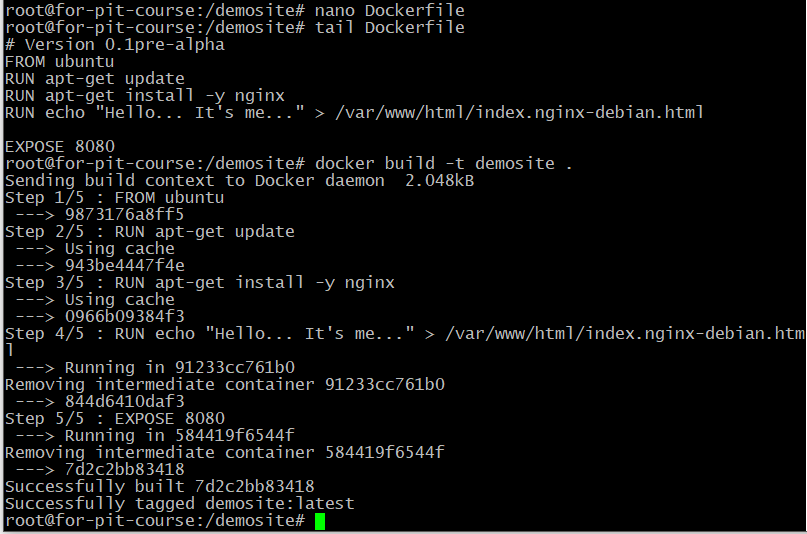 root@for-pit-course:/demosite# nano Dockerfile
root@for-pit-course:/demosite# tail Dockerfile
# Version 0.1pre-alpha
FROM ubuntu
RUN apt-get update
RUN apt-get install -y nginx
RUN echo "Hello... It's me..." > /var/www/html/index.nginx-debian.html

EXPOSE 8080
root@for-pit-course:/demosite# docker build -t demosite .
Sending build context to Docker daemon  2.048kB
Step 1/5 : FROM ubuntu
 ---> 9873176a8ff5
Step 2/5 : RUN apt-get update
 ---> Using cache
 ---> 943be4447f4e
Step 3/5 : RUN apt-get install -y nginx
 ---> Using cache
 ---> 0966b09384f3
Step 4/5 : RUN echo "Hello... It's me..." > /var/www/html/index.nginx-debian.htm
l
 ---> Running in 91233cc761b0
Removing intermediate container 91233cc761b0
 ---> 844d6410daf3
Step 5/5 : EXPOSE 8080
 ---> Running in 584419f6544f
Removing intermediate container 584419f6544f
 ---> 7d2c2bb83418
Successfully built 7d2c2bb83418
Successfully tagged demosite:latest
root@for-pit-course:/demosite#